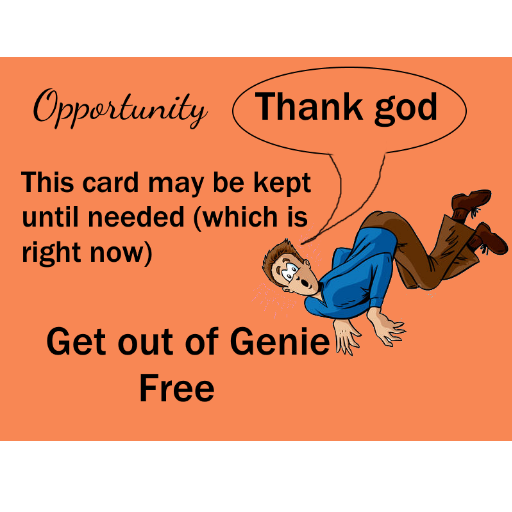 Opportunity
Thank god
This card may be kept
until needed (which is
right now)
Get out of Genie
Free